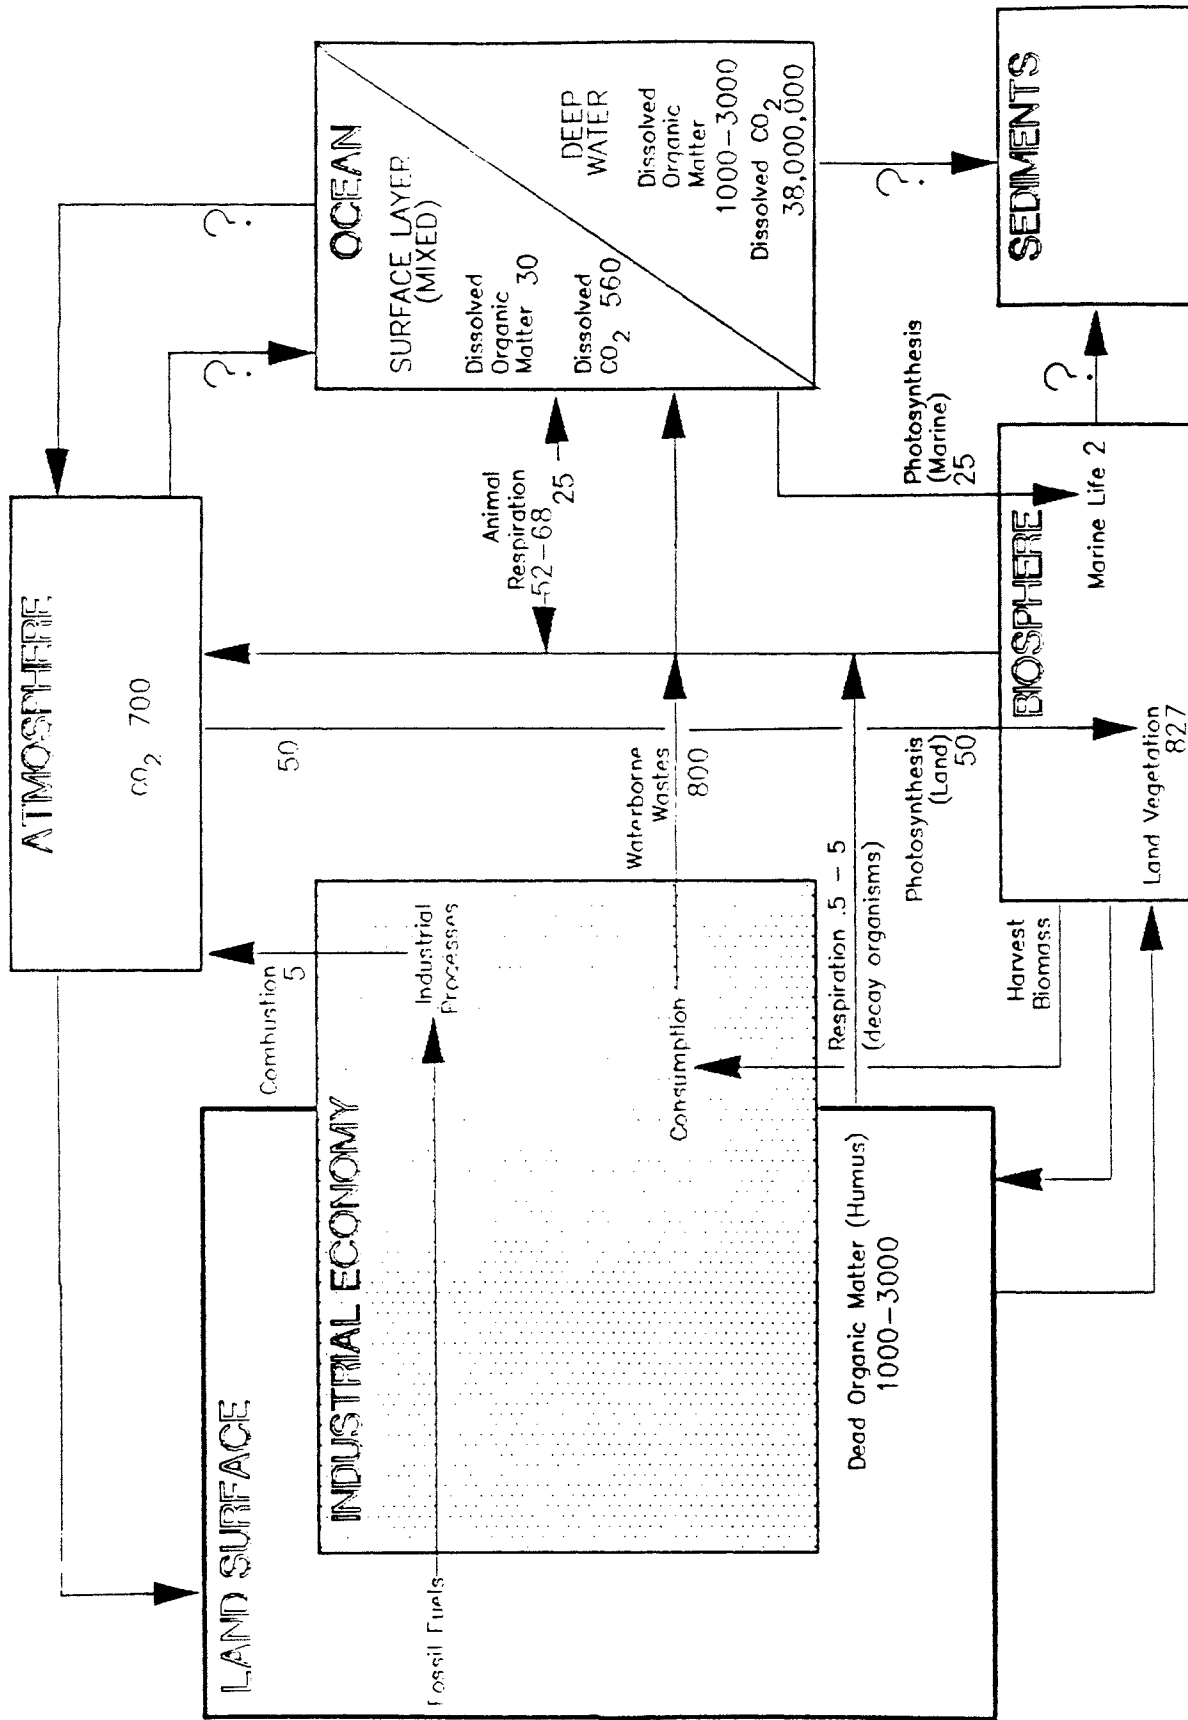 ATMOSPHERE
CO2 700
LAND SURFACE
Fossil Fuels
INDUSTRIAL ECONOMY
Industrial
Processes
Consumption
Dead Organic Matter (Humus)
1000-3000
Combustion
5
50
Waterborne
Wastes
800
Respiration .5 - 5
(decay organisms)
Photosynthesis
(Land)
50
Harvest
Biomass
Animal
Respiration
52-68
25
OCEAN
SURFACE LAYER
(MIXED)
Dissolved
Organic
Matter 30
Dissolved
CO2 560
DEEP
WATER
Dissolved
Organic
Matter
1000-3000
Dissolved CO2
38,000,000
?
?
?
?
Photosynthesis
(Marine)
25
BIOSPHERE
Marine Life 2
Land Vegetation
827
SEDIMENTS